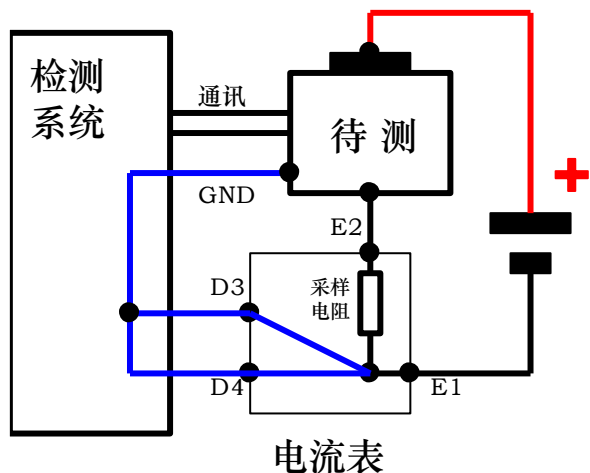 检测
系统
通讯
待 测
GND
E2
+
D3
采样
电阻
D4
E1
电流表